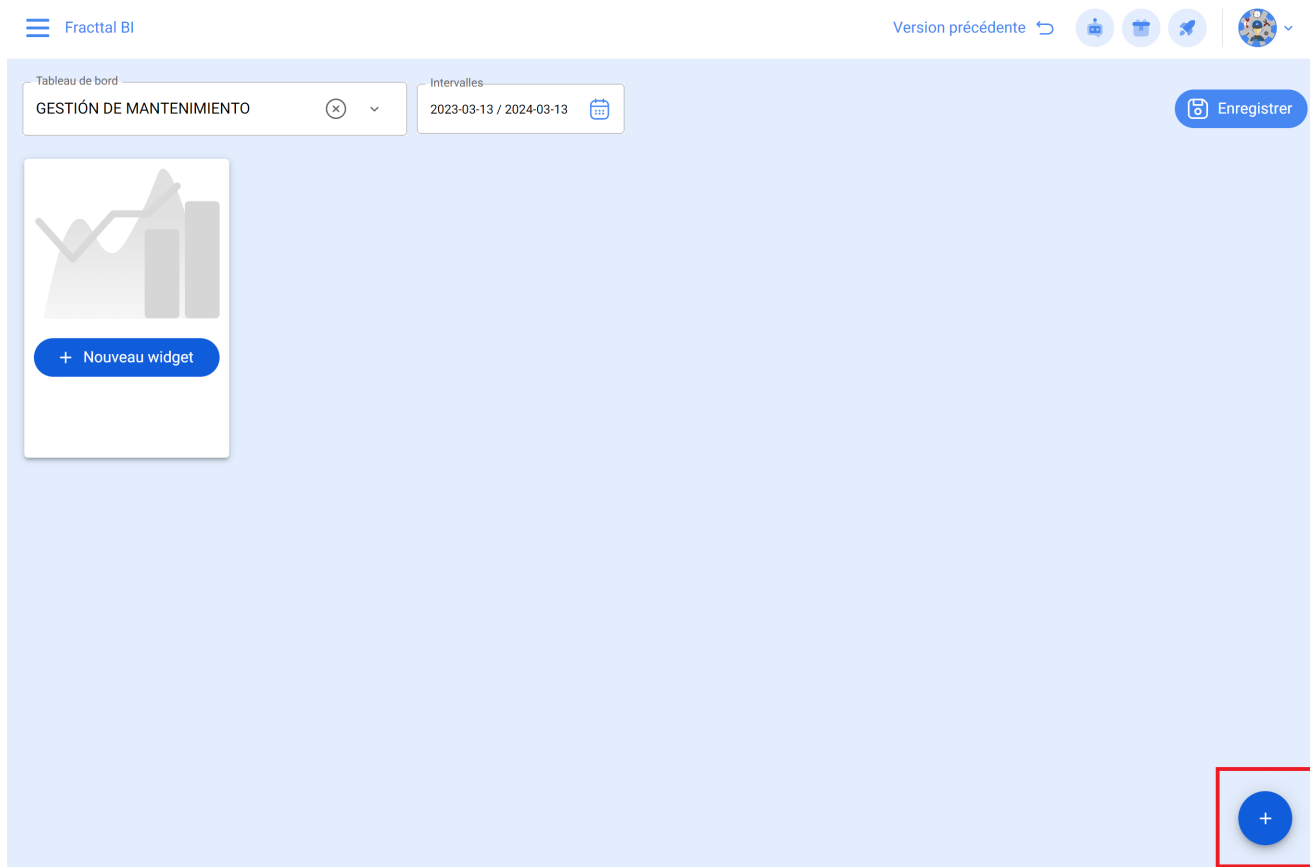 Fracttal BI
Version précédente
Tableau de bord
GESTIÓN DE MANTENIMIENTO
Intervalles
2023-03-13 / 2024-03-13
Enregistrer
+ Nouveau widget
+